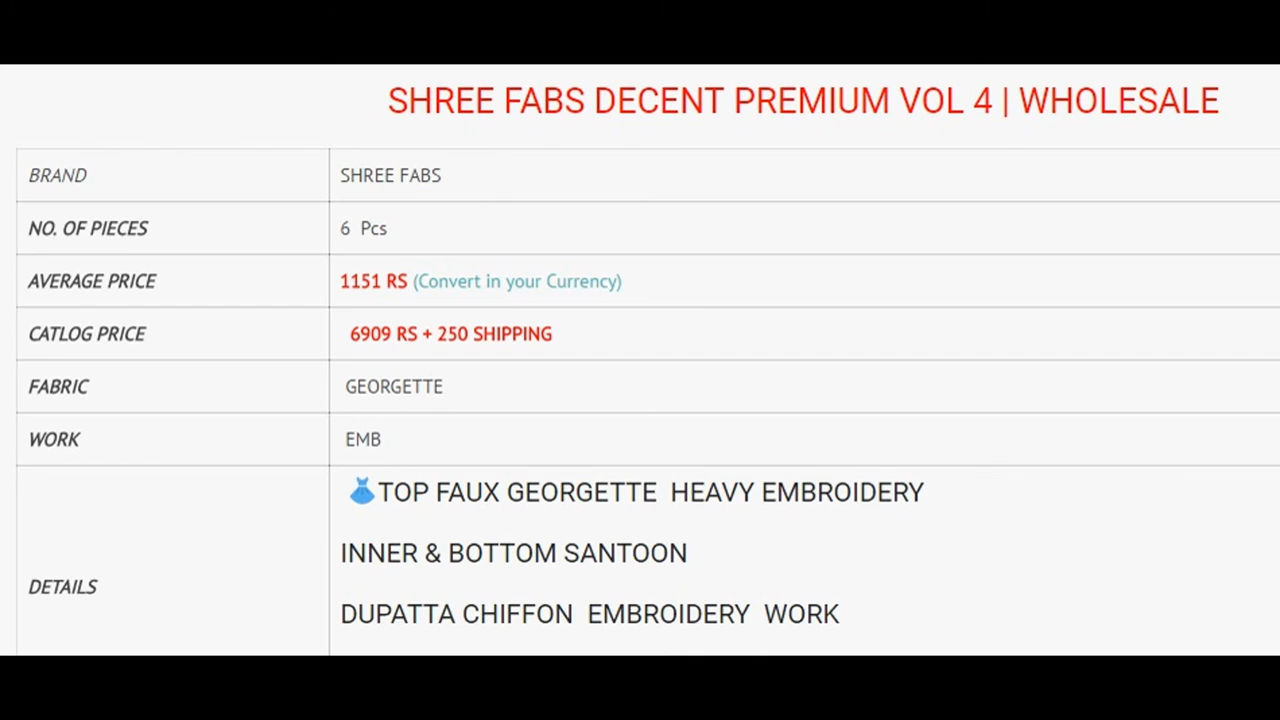 SHREE FABS DECENT PREMIUM VOL 4 | WHOLESALE
BRAND SHREE FABS
NO. OF PIECES 6 Pcs
AVERAGE PRICE 1151 RS (Convert in your Currency)
CATLOG PRICE 6909 RS + 250 SHIPPING
FABRIC GEORGETTE
WORK EMB
👗TOP FAUX GEORGETTE HEAVY EMBROIDERY
INNER & BOTTOM SANTOON
DETAILS
DUPATTA CHIFFON EMBROIDERY WORK